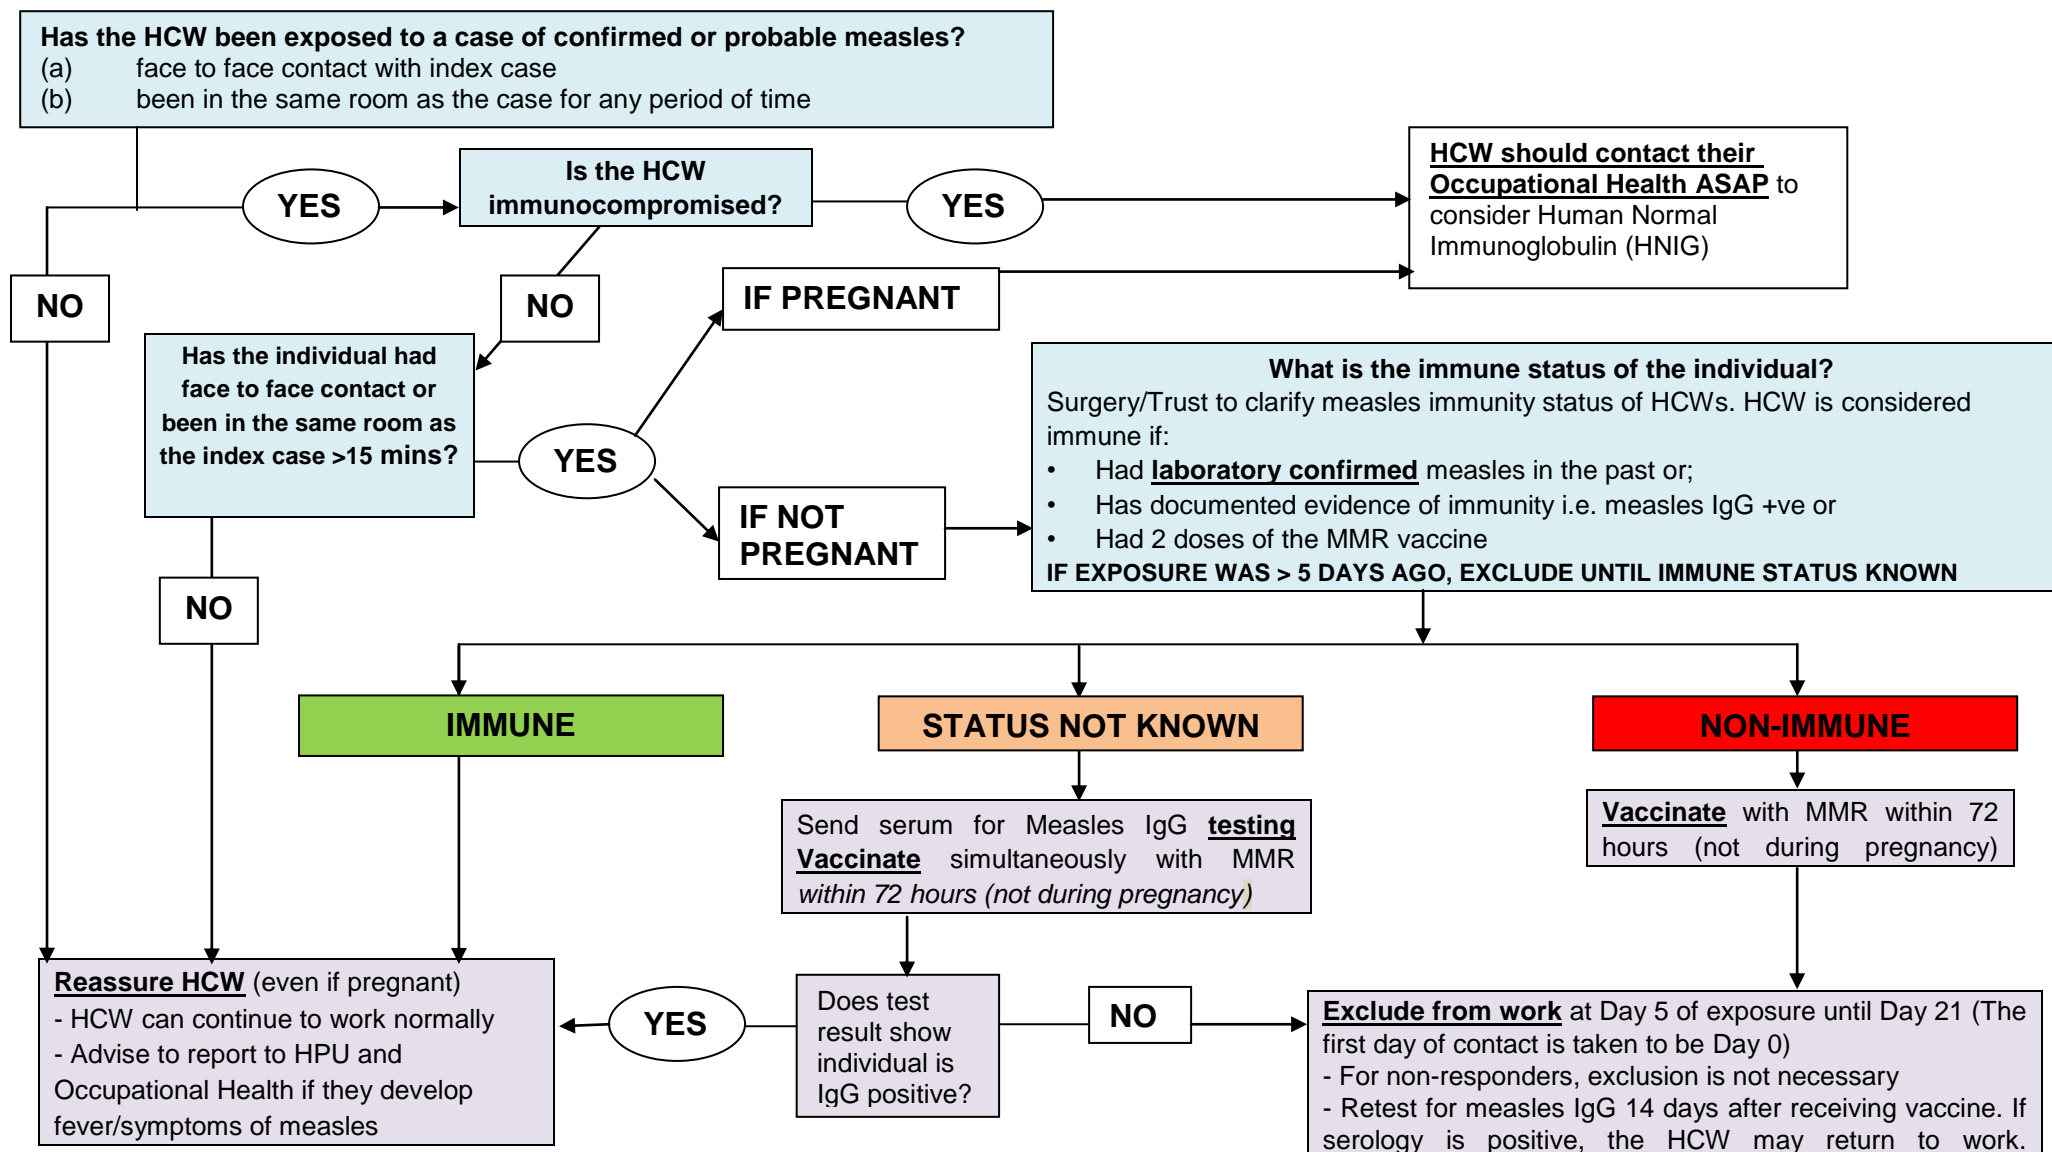 Has the HCW been exposed to a case of confirmed or probable measles?
(a) face to face contact with index case
(b) been in the same room as the case for any period of time
YES
Is the HCW
immunocompromised?
YES
HCW should contact their
Occupational Health ASAP to
consider Human Normal
Immunoglobulin (HNIG)
NO
NO
IF PREGNANT
Has the individual had
face to face contact or
been in the same room as
the index case >15 mins?
YES
IF NOT
PREGNANT
What is the immune status of the individual?
Surgery/Trust to clarify measles immunity status of HCWs. HCW is considered
immune if:
• Had laboratory confirmed measles in the past or;
• Has documented evidence of immunity i.e. measles IgG +ve or
• Had 2 doses of the MMR vaccine
IF EXPOSURE WAS > 5 DAYS AGO, EXCLUDE UNTIL IMMUNE STATUS KNOWN
NO
IMMUNE
STATUS NOT KNOWN
NON-IMMUNE
Send serum for Measles IgG testing
Vaccinate simultaneously with MMR
within 72 hours (not during pregnancy)
Vaccinate with MMR within 72
hours (not during pregnancy)
Reassure HCW (even if pregnant)
- HCW can continue to work normally
- Advise to report to HPU and
Occupational Health if they develop
fever/symptoms of measles
YES
Does test
result show
individual is
IgG positive?
NO
Exclude from work at Day 5 of exposure until Day 21 (The
first day of contact is taken to be Day 0)
- For non-responders, exclusion is not necessary
- Retest for measles IgG 14 days after receiving vaccine. If
serology is positive, the HCW may return to work.